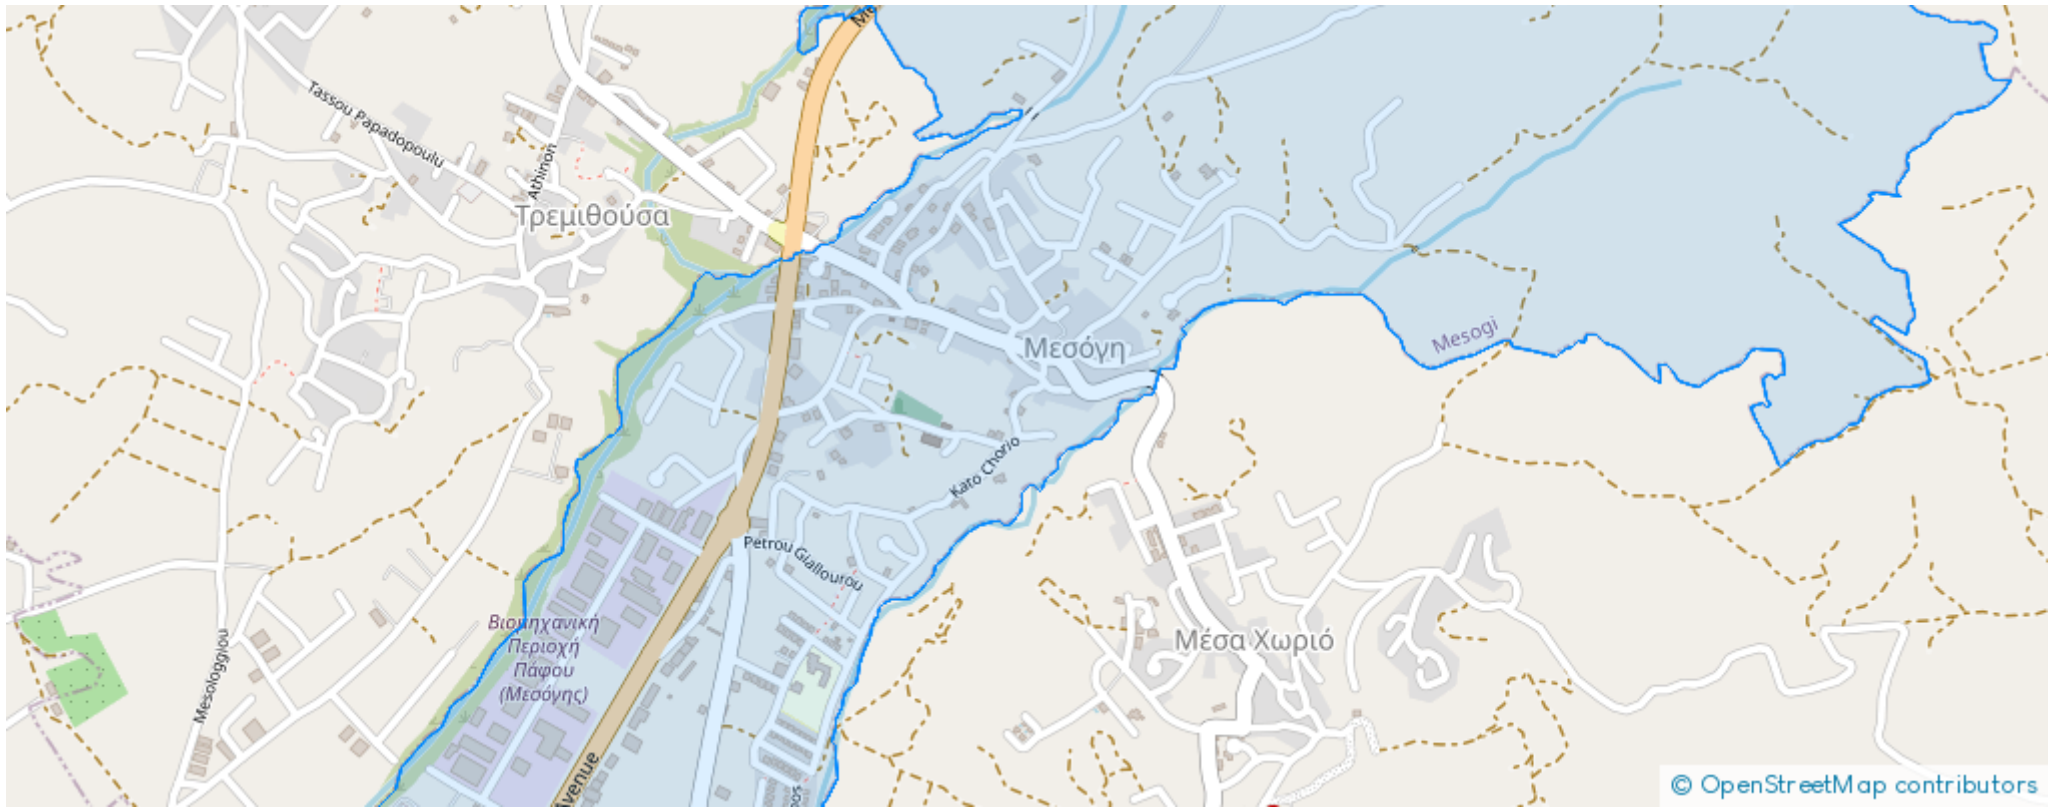 Tassou Papadopoulu
Athinon
Τρεμιθούσα
Μεσόγη
Mesogi
Kato Chorio
Petrou Giallourou
Βιομηχανική
Περιοχή
Πάφου
(Μεσόγης)
Mesologgiou
Μέσα Χωριό
Avenue
© OpenStreetMap contributors